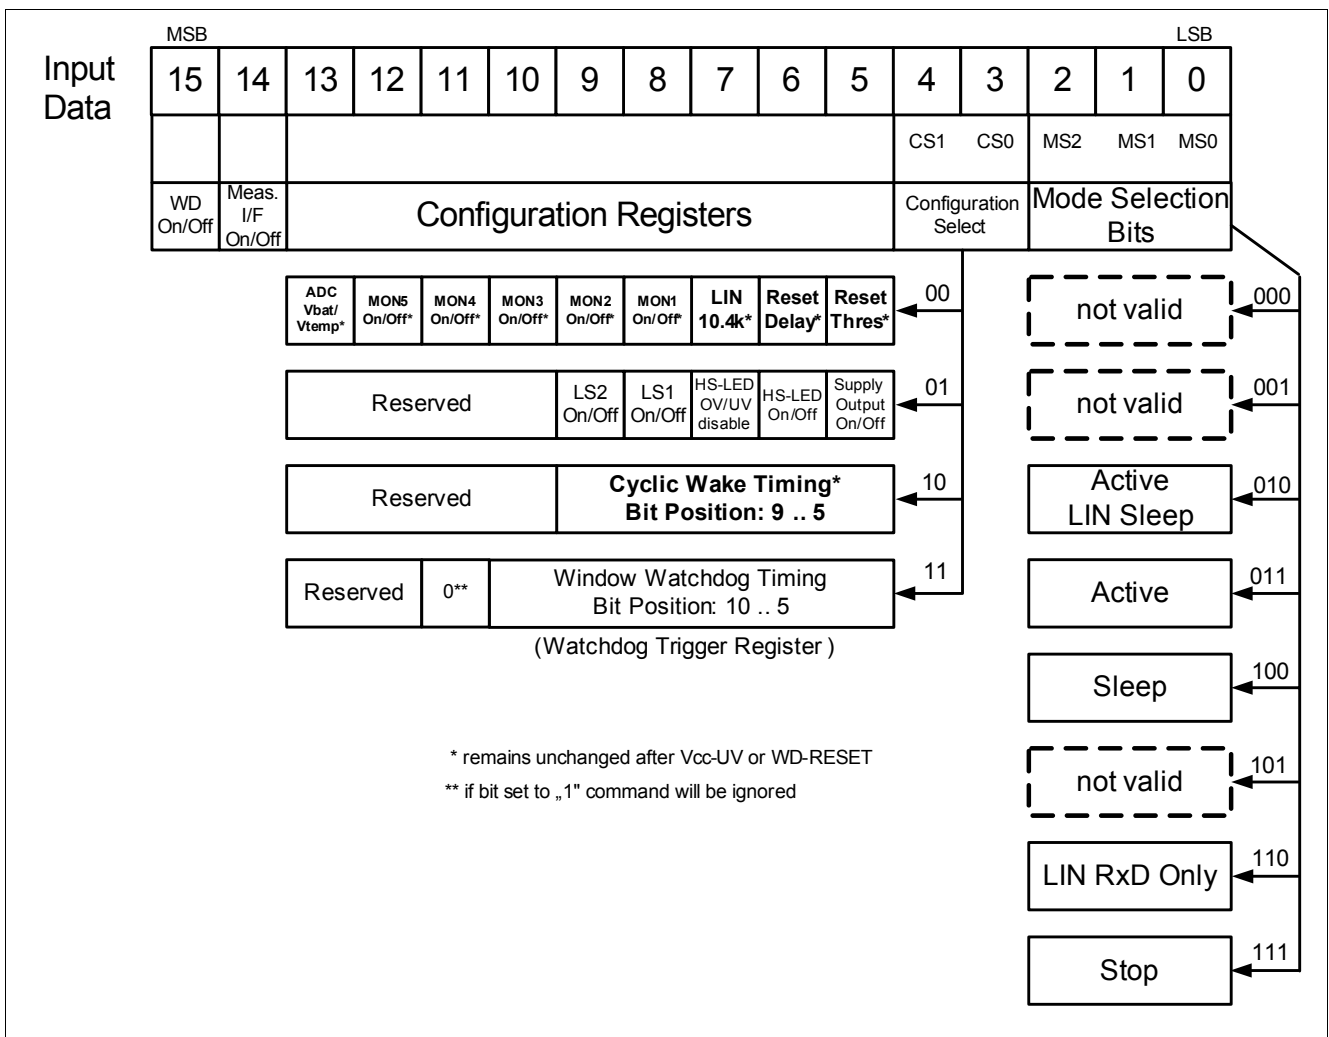 MSB LSB
Input
Data
15 14 13 12 11 10 9 8 7 6 5 4 3 2 1 0
CS1 CS0 MS2 MS1 MS0
WD
On/Off
Meas.
I/F
On/Off
Configuration Registers
Configuration
Select
Mode Selection
Bits
ADC
Vbat/
Vtemp*
MON5
On/Off*
MON4
On/Off*
MON3
On/Off*
MON2
On/Off*
MON1
On/Off*
LIN
10.4k*
Reset
Delay*
Reset
Thres*
00
not valid
000
Reserved
LS2
On/Off
LS1
On/Off
HS-LED
OV/UV
disable
HS-LED
On/Off
Supply
Output
On/Off
01
not valid
001
Reserved
Cyclic Wake Timing*
Bit Position: 9 .. 5
10
Active
LIN Sleep
010
Reserved
0**
Window Watchdog Timing
Bit Position: 10 .. 5
11
Active
011
(Watchdog Trigger Register )
Sleep
100
* remains unchanged after Vcc-UV or WD-RESET
** if bit set to „1" command will be ignored
not valid
101
LIN RxD Only
110
Stop
111